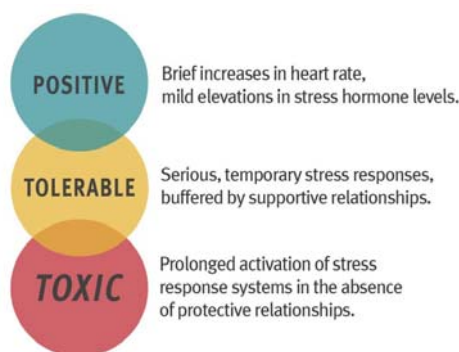 POSITIVE
Brief increases in heart rate,
mild elevations in stress hormone levels.
TOLERABLE
Serious, temporary stress responses,
buffered by supportive relationships.
TOXIC
Prolonged activation of stress
response systems in the absence
of protective relationships.